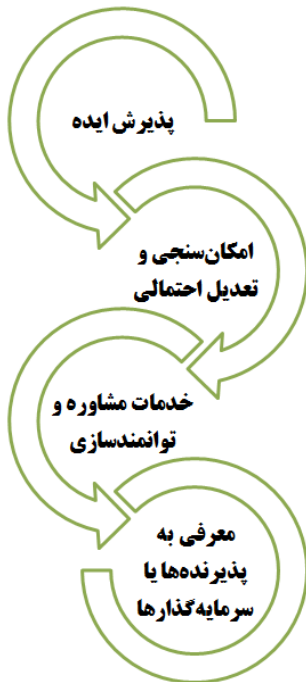 پذیرش ایده
امکان‌سنجی و
تعدیل احتمالی
خدمات مشاوره و
توانمندسازی
معرفی به
پذیرنده‌ها یا
سرمایه‌گذارها